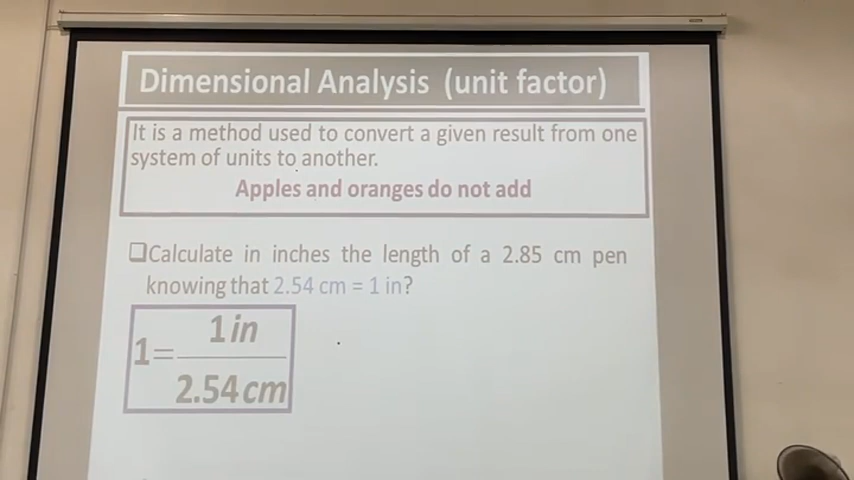 Dimensional Analysis (unit factor)
It is a method used to convert a given result from one
system of units to another.
Apples and oranges do not add
❑Calculate in inches the length of a 2.85 cm pen
knowing that 2.54 cm = 1 in?
1 in
1=
2.54 cm